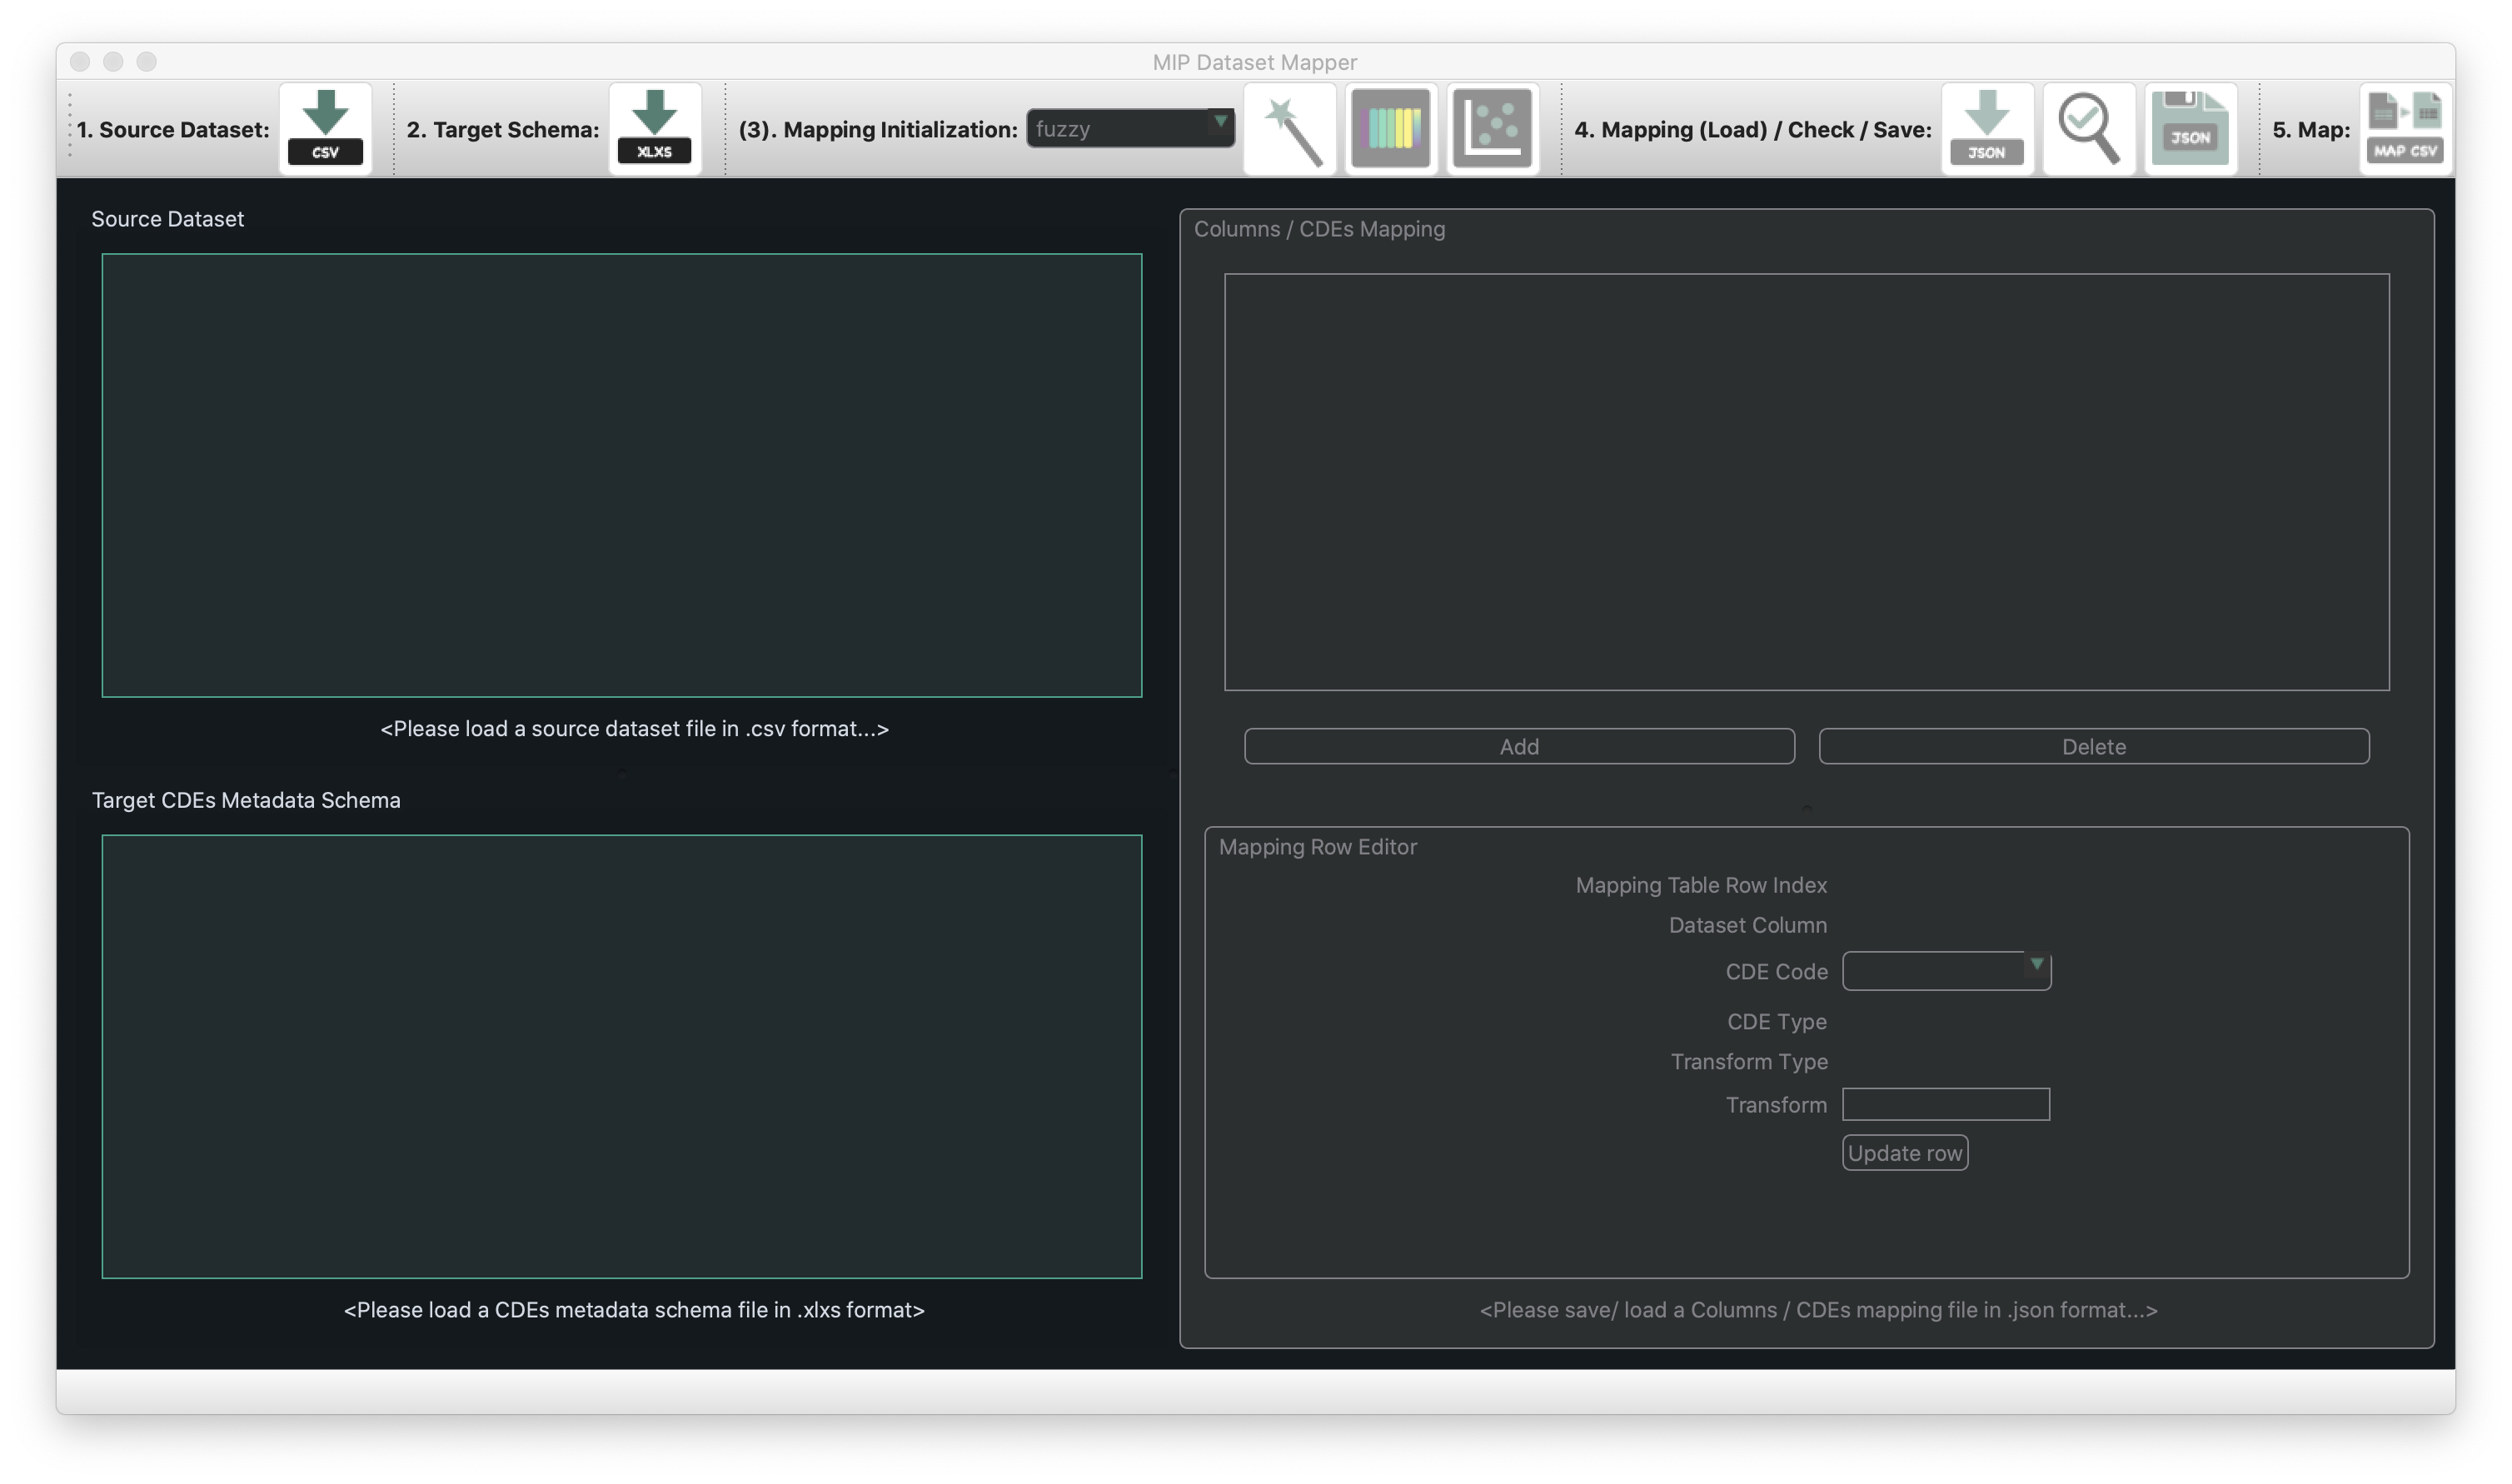 MIP Dataset Mapper
1. Source Dataset:
CSV
2. Target Schema:
XLXS
(3). Mapping Initialization:
fuzzy
4. Mapping (Load) / Check / Save:
JSON
JSON
5. Map:
MAP CSV
Source Dataset
<Please load a source dataset file in .csv format...>
Target CDEs Metadata Schema
<Please load a CDEs metadata schema file in .xlxs format>
Columns / CDEs Mapping
Add
Delete
Mapping Row Editor
Mapping Table Row Index
Dataset Column
CDE Code
CDE Type
Transform Type
Transform
Update row
<Please save/ load a Columns / CDEs mapping file in .json format...>